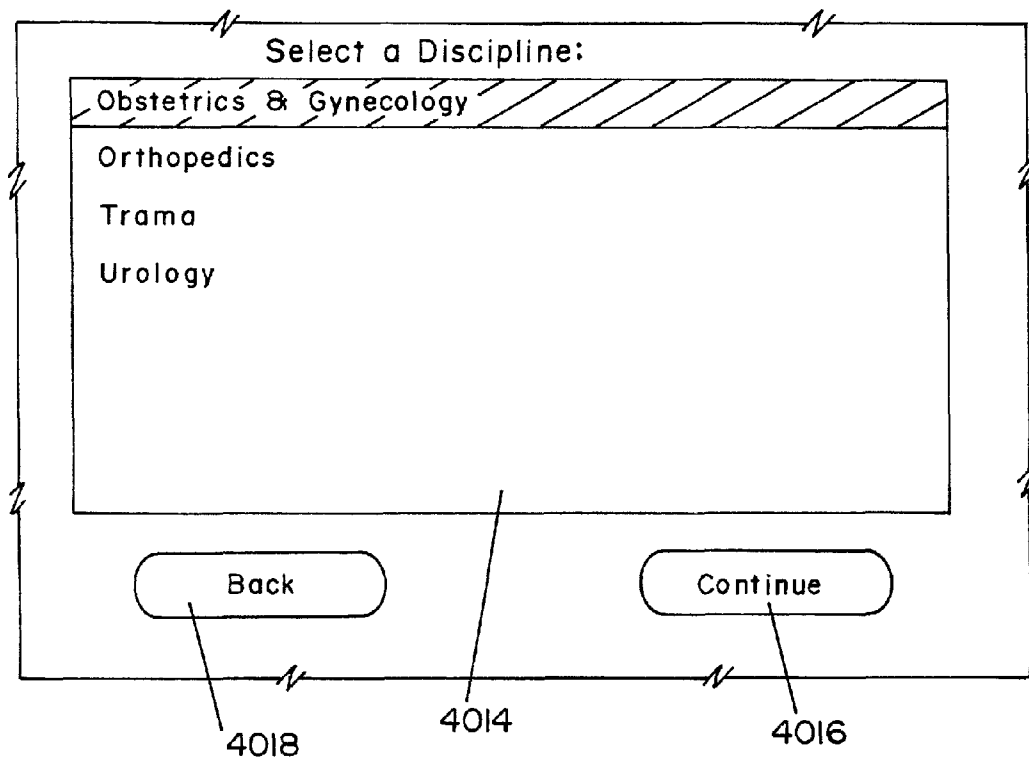 Select a Discipline:
Obstetrics & Gynecology
Orthopedics
Trama
Urology
Back
Continue
4018
4014
4016